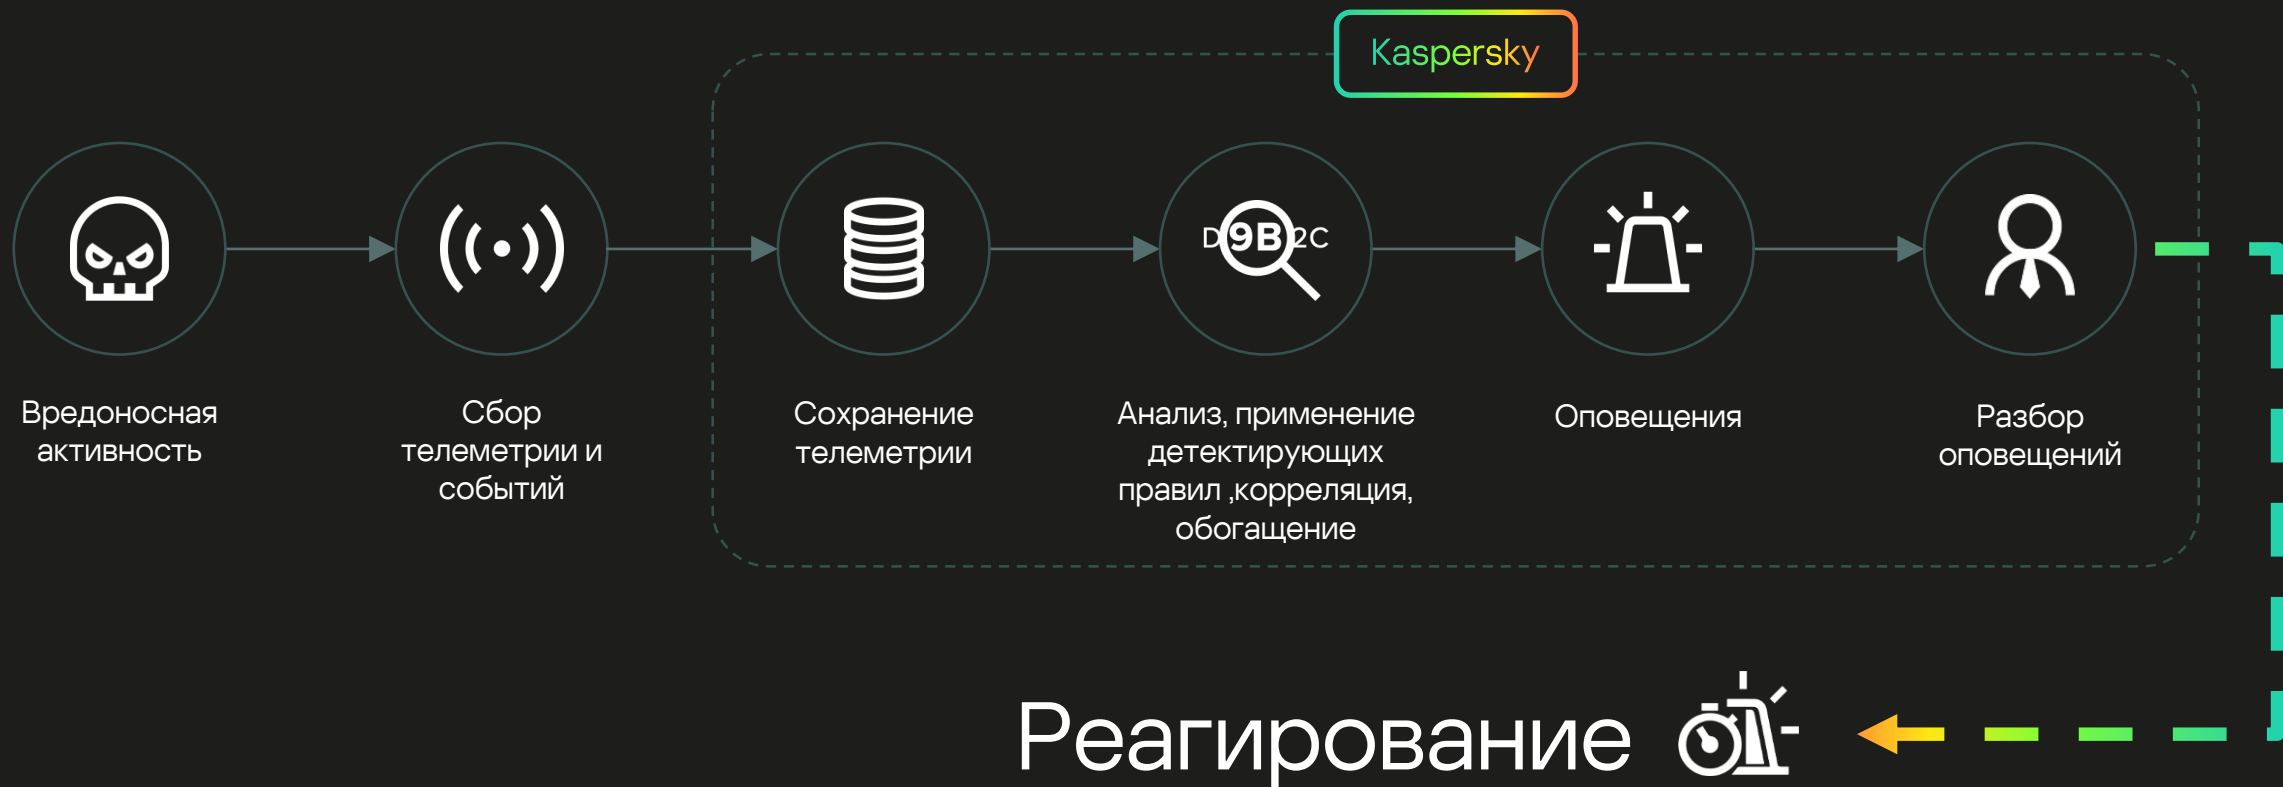 Kaspersky
D9B2C
Вредоносная
активность
Сбор
телеметрии и
событий
Сохранение
телеметрии
Анализ, применение
детектирующих
правил ,корреляция,
обогащение
Оповещения
Разбор
оповещений
Реагирование